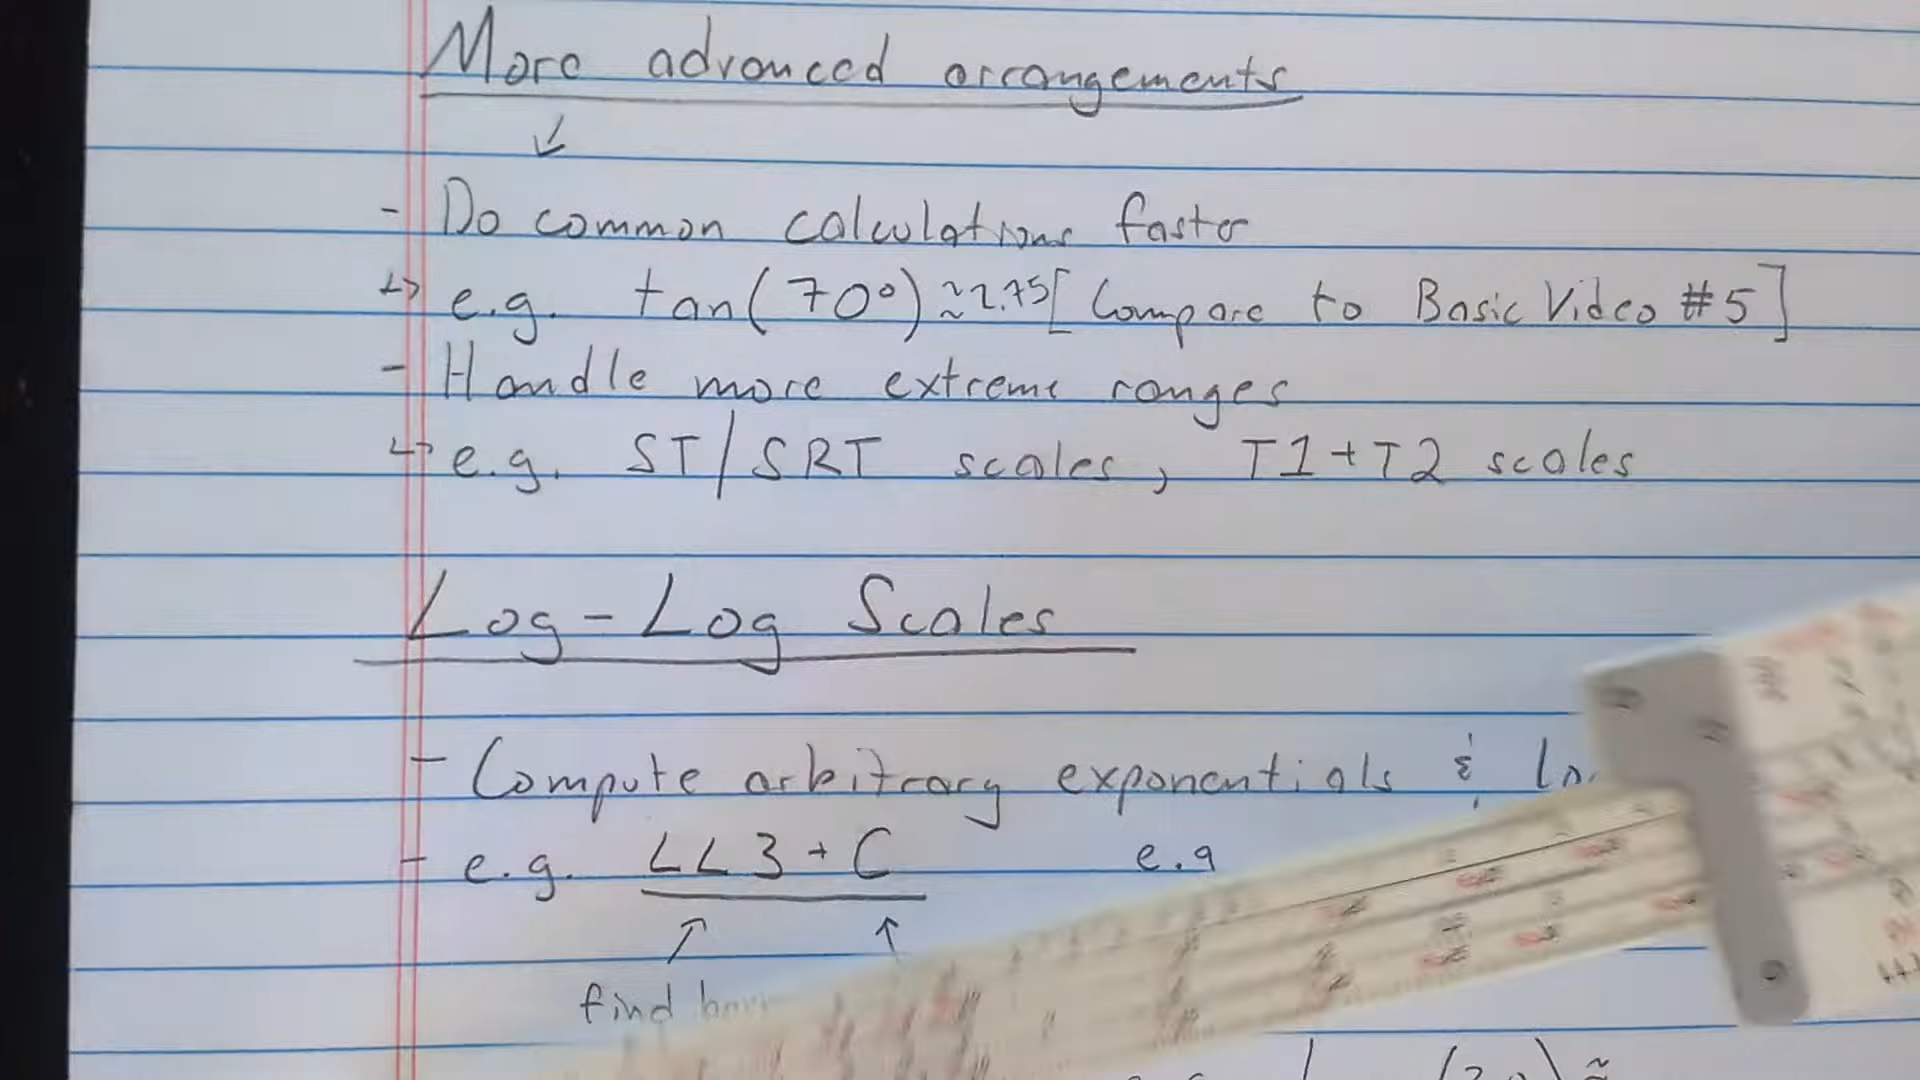 More advanced arrangements
↓
- Do common calculations faster
↳ e.g. tan(70°) ≈ 2.75 [Compare to Basic Video #5]
- Handle more extreme ranges
↳ e.g. ST/SRT scales, T1+T2 scales
Log-Log Scales
- Compute arbitrary exponentials &
- e.g. LL3 + C e.g
↑ ↑
find